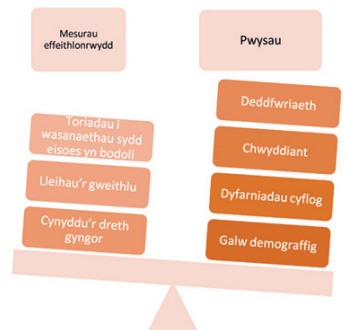 Mesurau
effeithlonrwydd
Toriadau i
wasanaethau sydd
eisoes yn bodoli
Lleihau'r gweithlu
Cynyddu'r dreth
gyngor
Pwysau
Deddfwriaeth
Chwyddiant
Dyfarniadau cyflog
Galw demograffig